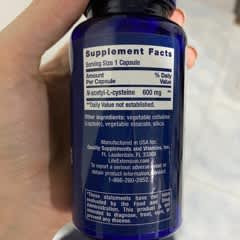 Supplement Facts
Serving Size 1 Capsule
Amount % Daily
Per Capsule Value
N-acetyl-L-cysteine 600 mg **
**Daily Value not established.
Other ingredients: vegetable cellulose
(capsule), vegetable stearate, silica.
Manufactured in USA for:
Quality Supplements and Vitamins, Inc.
Ft. Lauderdale, FL 33309
LifeExtension.com
To report a serious adverse event
or obtain product information, contact
1-866-280-2852
*These statements have not been
evaluated by the Food and Drug
Administration. This product is not
intended to diagnose, treat, cure, or
prevent any disease.